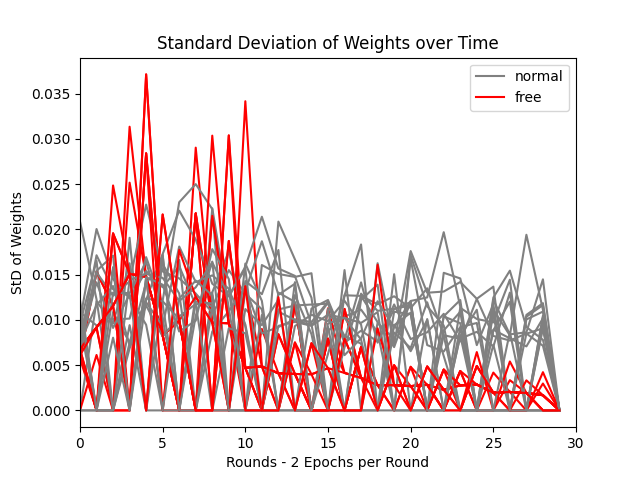 Standard Deviation of Weights over Time
normal
free
StD of Weights
0.035
0.030
0.025
0.020
0.015
0.010
0.005
0.000
0 5 10 15 20 25 30
Rounds - 2 Epochs per Round